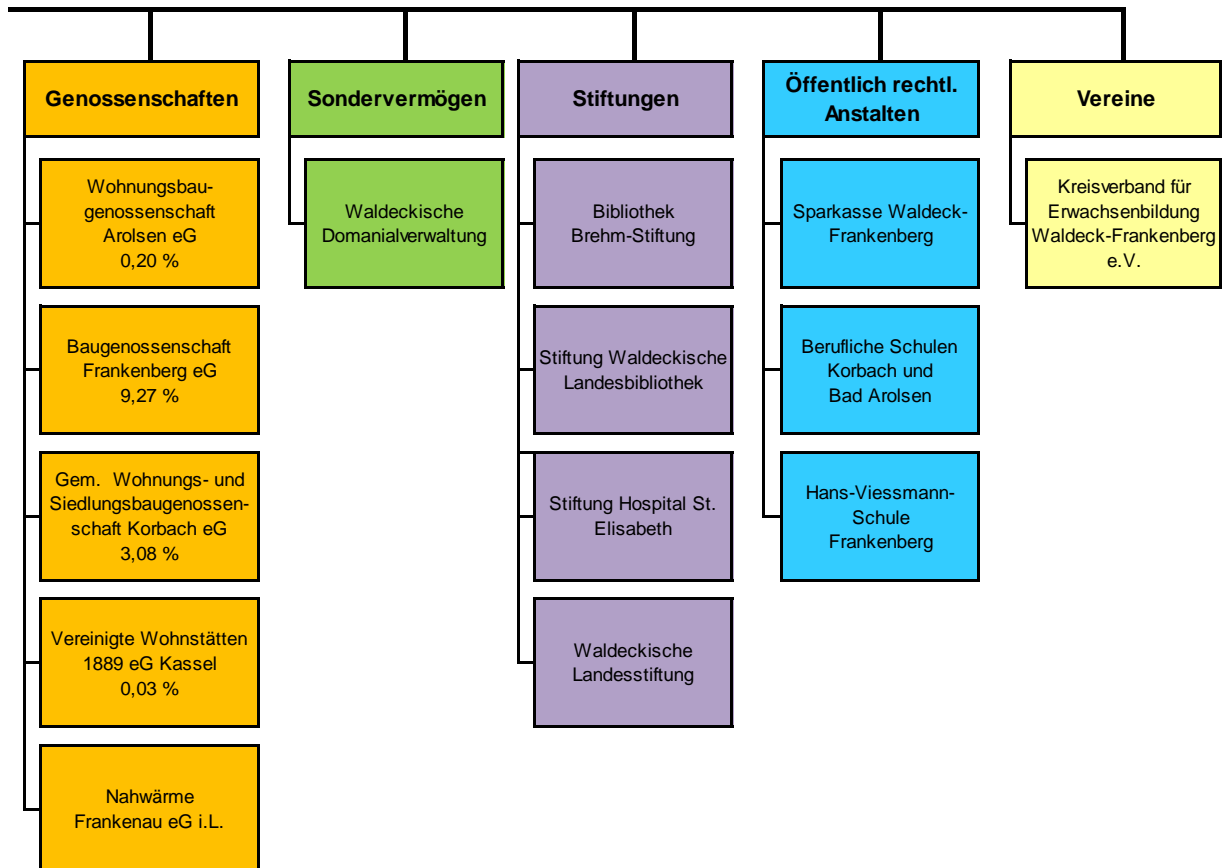 Genossenschaften
Wohnungsbau-
genossenschaft
Arolsen eG
0,20 %
Baugenossenschaft
Frankenberg eG
9,27 %
Gem.  Wohnungs- und
Siedlungsbaugenossen-
schaft Korbach eG
3,08 %
Vereinigte Wohnstätten
1889 eG Kassel
0,03 %
Nahwärme
Frankenau eG i.L.
Sondervermögen
Waldeckische
Domanialverwaltung
Stiftungen
Bibliothek
Brehm-Stiftung
Stiftung Waldeckische
Landesbibliothek
Stiftung Hospital St.
Elisabeth
Waldeckische
Landesstiftung
Öffentlich rechtl.
Anstalten
Sparkasse Waldeck-
Frankenberg
Berufliche Schulen
Korbach und
Bad Arolsen
Hans-Viessmann-
Schule
Frankenberg
Vereine
Kreisverband für
Erwachsenbildung
Waldeck-Frankenberg
e.V.